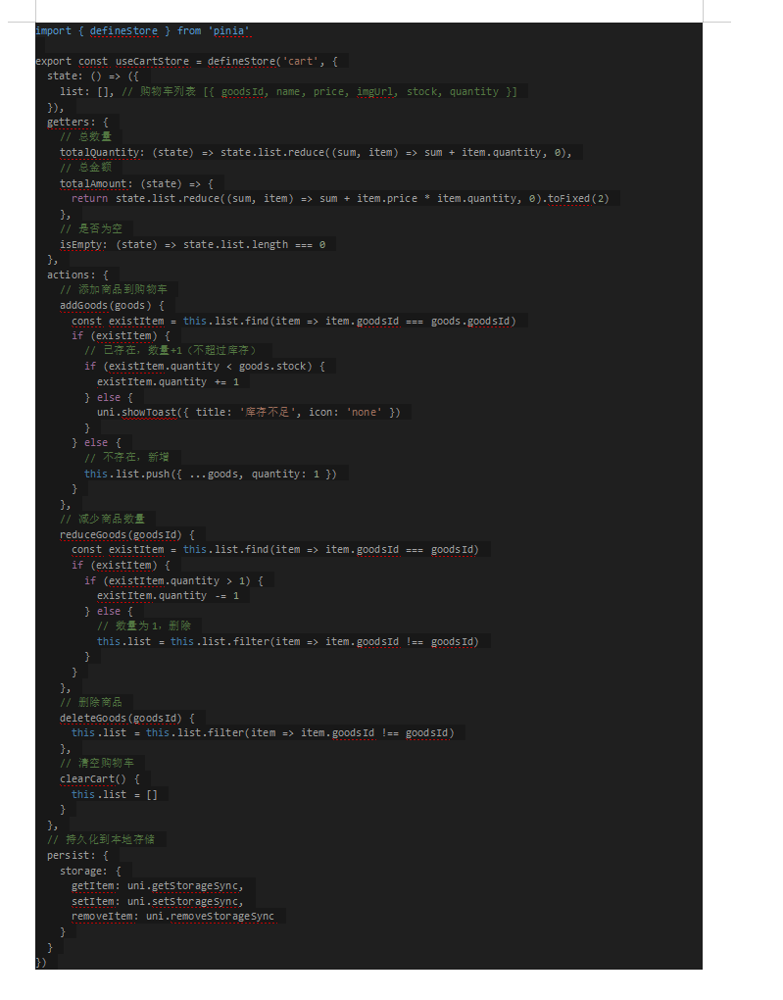 import { defineStore } from 'pinia'
export const useCartStore = defineStore('cart', {
state: () => ({
list: [], // 购物车列表 [{ goodsId, name, price, imgUrl, stock, quantity }]
}),
getters: {
// 总数量
totalQuantity: (state) => state.list.reduce((sum, item) => sum + item.quantity, 0),
// 总金额
totalAmount: (state) => {
return state.list.reduce((sum, item) => sum + item.price * item.quantity, 0).toFixed(2)
},
// 是否为空
isEmpty: (state) => state.list.length === 0
},
actions: {
// 添加商品到购物车
addGoods(goods) {
const existItem = this.list.find(item => item.goodsId === goods.goodsId)
if (existItem) {
// 已存在，数量+1（不超过库存）
if (existItem.quantity < goods.stock) {
existItem.quantity += 1
} else {
uni.showToast({ title: '库存不足', icon: 'none' })
}
} else {
// 不存在，新增
this.list.push({ ...goods, quantity: 1 })
}
},
// 减少商品数量
reduceGoods(goodsId) {
const existItem = this.list.find(item => item.goodsId === goodsId)
if (existItem) {
if (existItem.quantity > 1) {
existItem.quantity -= 1
} else {
// 数量为1，删除
this.list = this.list.filter(item => item.goodsId !== goodsId)
}
}
},
// 删除商品
deleteGoods(goodsId) {
this.list = this.list.filter(item => item.goodsId !== goodsId)
},
// 清空购物车
clearCart() {
this.list = []
}
},
// 持久化到本地存储
persist: {
storage: {
getItem: uni.getStorageSync,
setItem: uni.setStorageSync,
removeItem: uni.removeStorageSync
}
}
})